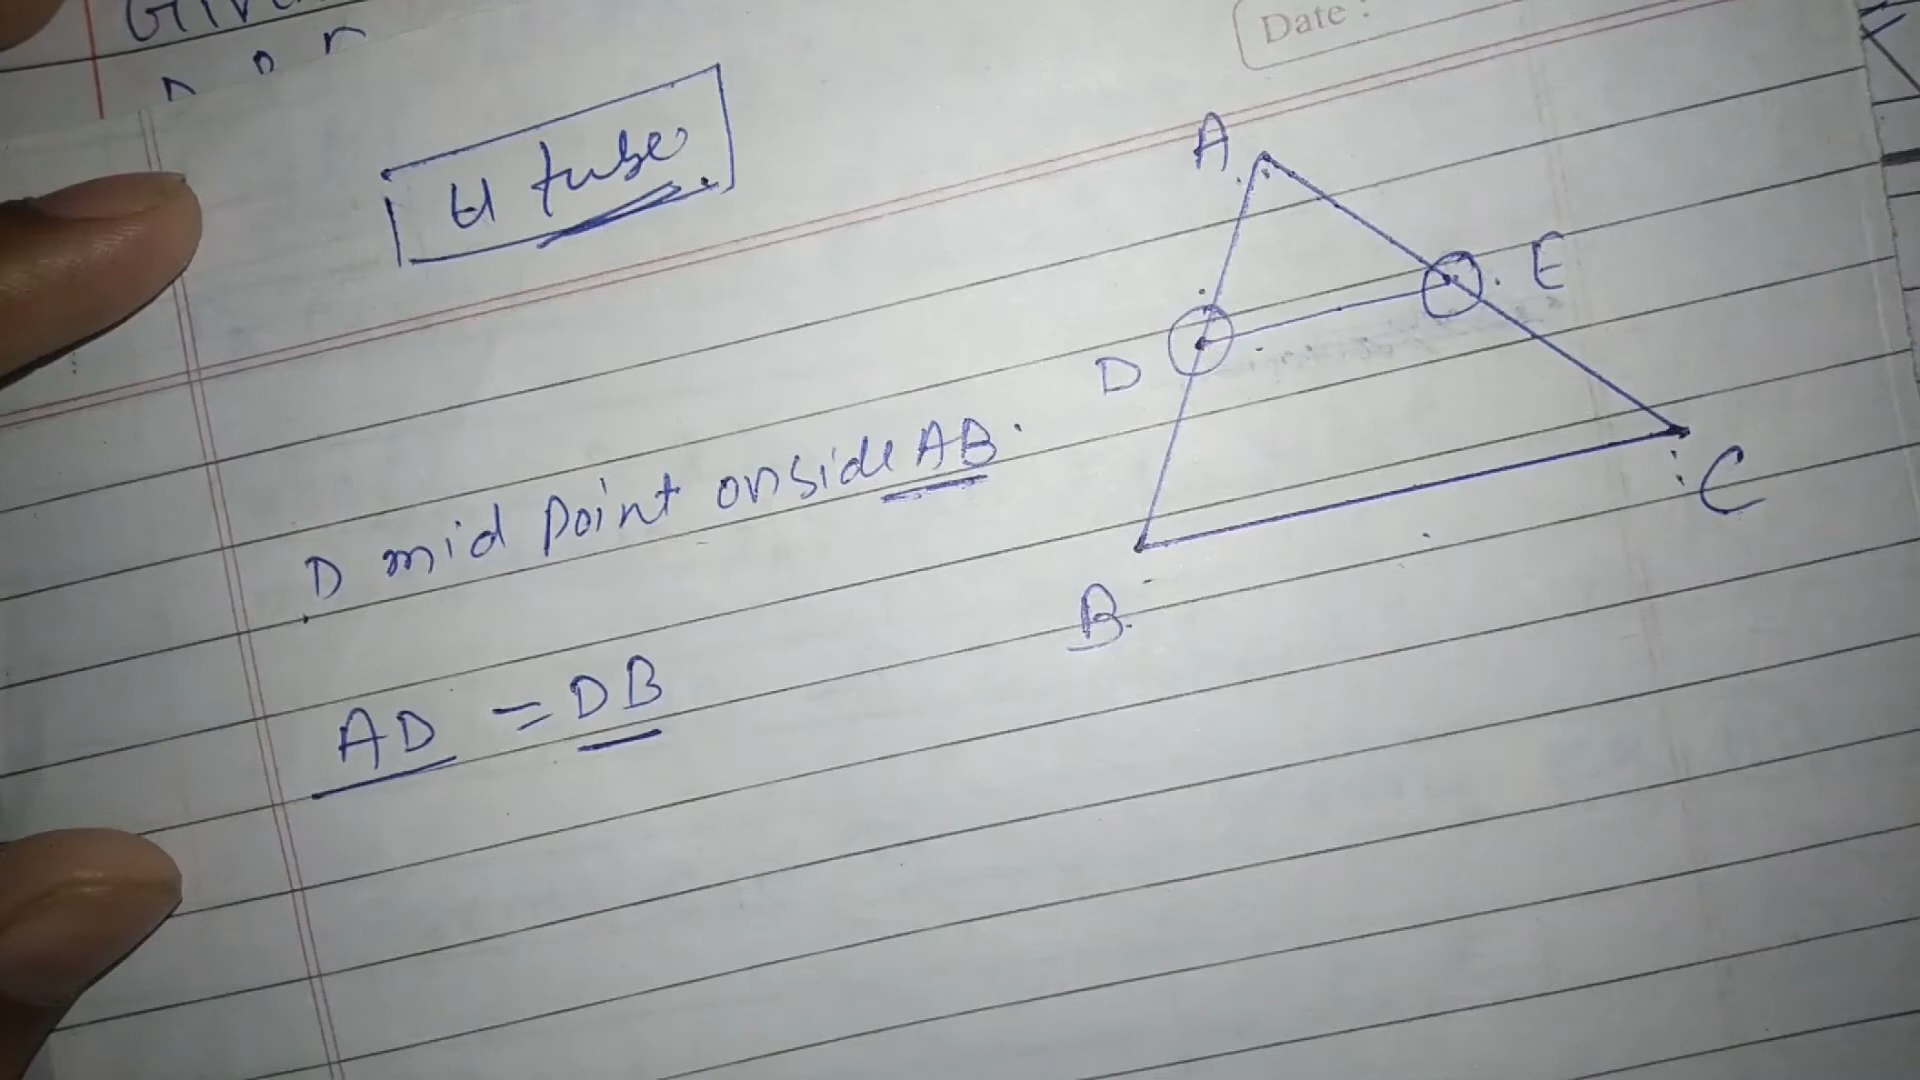 Date :
U tube
A
E
D
C
D mid point on side AB.
B.
AD = DB